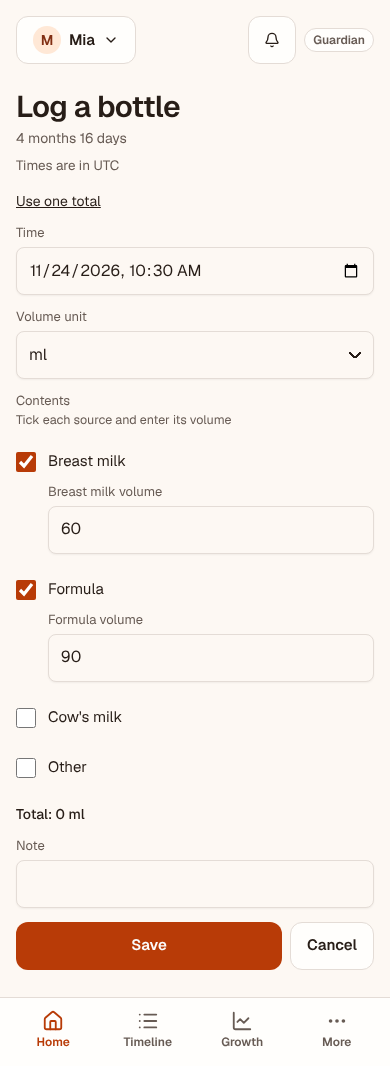 M Mia
Guardian
Log a bottle
4 months 16 days
Times are in UTC
Use one total
Time
11/24/2026, 10:30 AM
Volume unit
ml
Contents
Tick each source and enter its volume
Breast milk
Breast milk volume
60
Formula
Formula volume
90
Cow's milk
Other
Total: 0 ml
Note
Save Cancel
Home Timeline Growth More